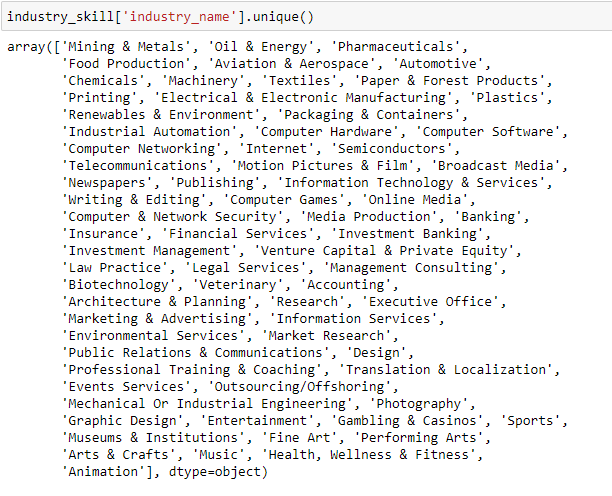 industry_skill['industry_name'].unique()
array(['Mining & Metals', 'Oil & Energy', 'Pharmaceuticals',
'Food Production', 'Aviation & Aerospace', 'Automotive',
'Chemicals', 'Machinery', 'Textiles', 'Paper & Forest Products',
'Printing', 'Electrical & Electronic Manufacturing', 'Plastics',
'Renewables & Environment', 'Packaging & Containers',
'Industrial Automation', 'Computer Hardware', 'Computer Software',
'Computer Networking', 'Internet', 'Semiconductors',
'Telecommunications', 'Motion Pictures & Film', 'Broadcast Media',
'Newspapers', 'Publishing', 'Information Technology & Services',
'Writing & Editing', 'Computer Games', 'Online Media',
'Computer & Network Security', 'Media Production', 'Banking',
'Insurance', 'Financial Services', 'Investment Banking',
'Investment Management', 'Venture Capital & Private Equity',
'Law Practice', 'Legal Services', 'Management Consulting',
'Biotechnology', 'Veterinary', 'Accounting',
'Architecture & Planning', 'Research', 'Executive Office',
'Marketing & Advertising', 'Information Services',
'Environmental Services', 'Market Research',
'Public Relations & Communications', 'Design',
'Professional Training & Coaching', 'Translation & Localization',
'Events Services', 'Outsourcing/Offshoring',
'Mechanical Or Industrial Engineering', 'Photography',
'Graphic Design', 'Entertainment', 'Gambling & Casinos', 'Sports',
'Museums & Institutions', 'Fine Art', 'Performing Arts',
'Arts & Crafts', 'Music', 'Health, Wellness & Fitness',
'Animation'], dtype=object)